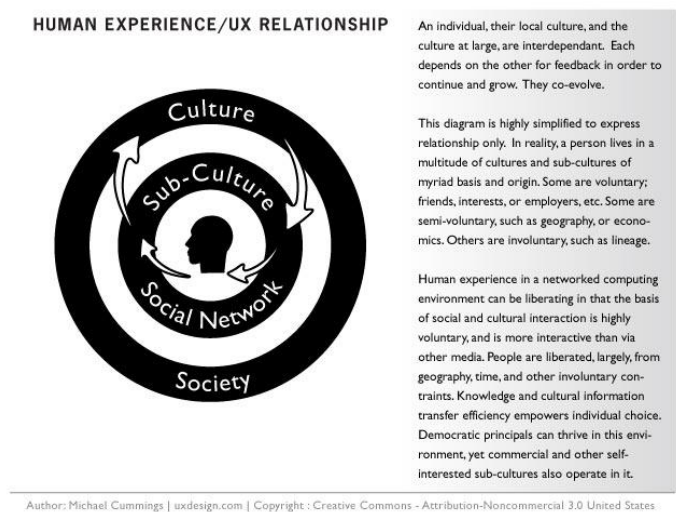 HUMAN EXPERIENCE/UX RELATIONSHIP
Culture
Sub-Culture
Social Network
Society
An individual, their local culture, and the
culture at large, are interdependant. Each
depends on the other for feedback in order to
continue and grow. They co-evolve.
This diagram is highly simplified to express
relationship only. In reality, a person lives in a
multitude of cultures and sub-cultures of
myriad basis and origin. Some are voluntary;
friends, interests, or employers, etc. Some are
semi-voluntary, such as geography, or econo-
mics. Others are involuntary, such as lineage.
Human experience in a networked computing
environment can be liberating in that the basis
of social and cultural interaction is highly
voluntary, and is more interactive than via
other media. People are liberated, largely, from
geography, time, and other involuntary con-
traints. Knowledge and cultural information
transfer efficiency empowers individual choice.
Democratic principals can thrive in this envi-
ronment, yet commercial and other self-
interested sub-cultures also operate in it.
Author: Michael Cummings | uxdesign.com | Copyright : Creative Commons - Attribution-Noncommercial 3.0 United States